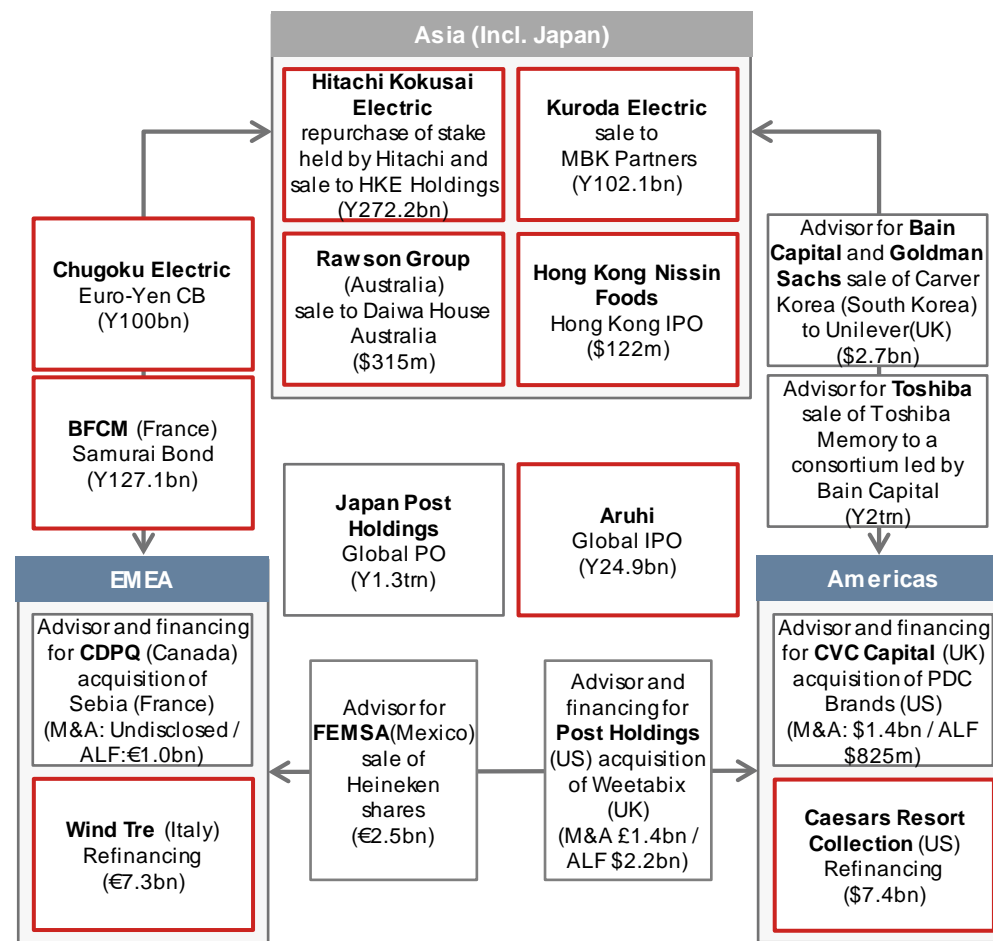 Asia (Incl. Japan)
Hitachi Kokusai
Electric
repurchase of stake
held by Hitachi and
sale to HKE Holdings
(Y272.2bn)
Kuroda Electric
sale to
MBK Partners
(Y102.1bn)
Rawson Group
(Australia)
sale to Daiwa House
Australia
($315m)
Hong Kong Nissin
Foods
Hong Kong IPO
($122m)
Chugoku Electric
Euro-Yen CB
(Y100bn)
BFCM (France)
Samurai Bond
(Y127.1bn)
Advisor for Bain
Capital and Goldman
Sachs sale of Carver
Korea (South Korea)
to Unilever(UK)
($2.7bn)
Advisor for Toshiba
sale of Toshiba
Memory to a
consortium led by
Bain Capital
(Y2trn)
Japan Post
Holdings
Global PO
(Y1.3trn)
Aruhi
Global IPO
(Y24.9bn)
EMEA
Advisor and financing
for CDPQ (Canada)
acquisition of
Sebia (France)
(M&A: Undisclosed /
ALF:€1.0bn)
Wind Tre (Italy)
Refinancing
(€7.3bn)
Advisor for
FEMSA(Mexico)
sale of
Heineken
shares
(€2.5bn)
Advisor and
financing for
Post Holdings
(US) acquisition
of Weetabix
(UK)
(M&A £1.4bn /
ALF $2.2bn)
Americas
Advisor and financing
for CVC Capital (UK)
acquisition of PDC
Brands (US)
(M&A: $1.4bn / ALF
$825m)
Caesars Resort
Collection (US)
Refinancing
($7.4bn)